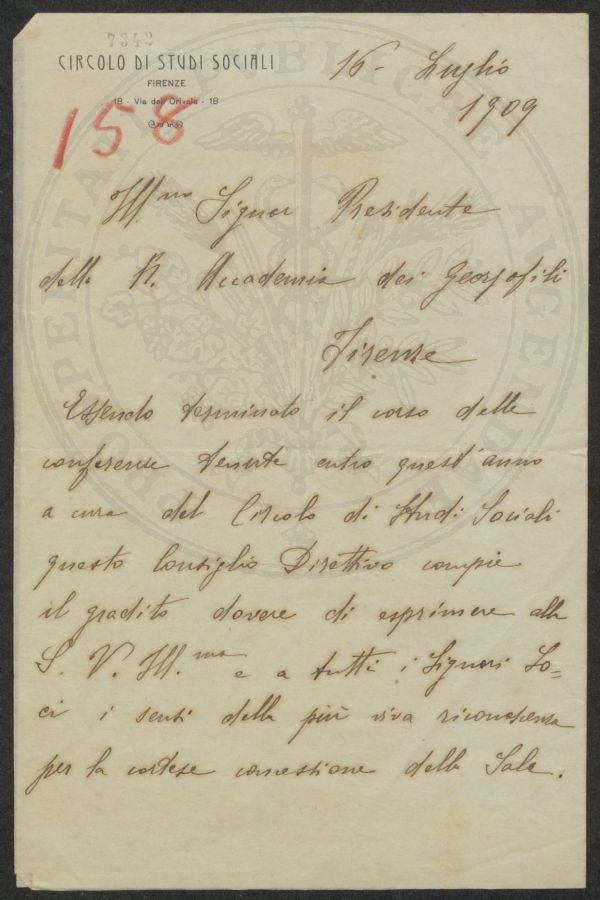 7342
CIRCOLO DI STUDI SOCIALI
FIRENZE
18 - Via dell'Orivolo - 18
158
16 - Luglio
1909
Ill.mo Signor Presidente
della R. Accademia dei Georgofili
Firenze
Essendo terminato il corso delle
conferenze tenute entro quest'anno
a cura del Circolo di Studi Sociali
questo Consiglio Direttivo compie
il gradito dovere di esprimere alla
S. V. Ill.ma e a tutti i Signori So=
ci i sensi della più viva riconoscenza
per la cortese concessione della Sala.